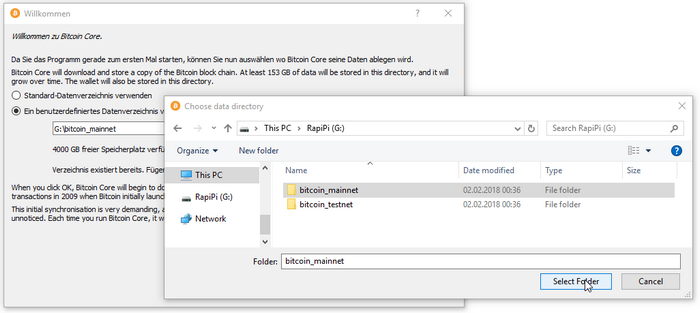 Willkommen
Willkommen zu Bitcoin Core.
Da Sie das Programm gerade zum ersten Mal starten, können Sie nun auswählen wo Bitcoin Core seine Daten ablegen wird.
Bitcoin Core will download and store a copy of the Bitcoin block chain. At least 153 GB of data will be stored in this directory, and it will
grow over time. The wallet will also be stored in this directory.
Standard-Datenverzeichnis verwenden
Ein benutzerdefiniertes Datenverzeichnis v
G:\bitcoin_mainnet
4000 GB freier Speicherplatz verfü
Verzeichnis existiert bereits. Füge
When you click OK, Bitcoin Core will begin to do
transactions in 2009 when Bitcoin initially launch
This initial synchronisation is very demanding, a
unnoticed. Each time you run Bitcoin Core, it w
Choose data directory
This PC
RapiPi (G:)
Search RapiPi (G:)
Organize
New folder
This PC
RapiPi (G:)
Network
Name Date modified Type Size
bitcoin_mainnet 02.02.2018 00:36 File folder
bitcoin_testnet 02.02.2018 00:36 File folder
Folder: bitcoin_mainnet
Select Folder
Cancel